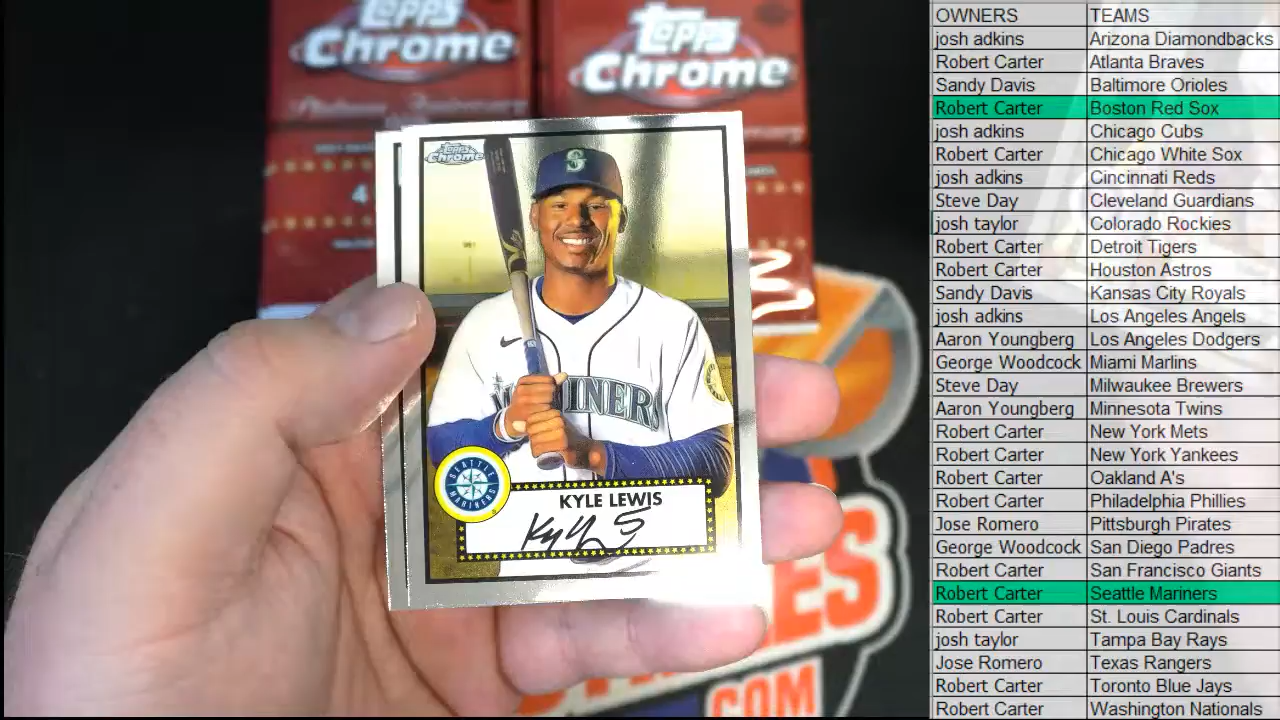 Topps
Chrome
Topps
Chrome
Platinum Anniversary
4
Topps
Chrome
S
MARINERS
SEATTLE
MARINERS
KYLE LEWIS
COM
OWNERS TEAMS
josh adkins Arizona Diamondbacks
Robert Carter Atlanta Braves
Sandy Davis Baltimore Orioles
Robert Carter Boston Red Sox
josh adkins Chicago Cubs
Robert Carter Chicago White Sox
josh adkins Cincinnati Reds
Steve Day Cleveland Guardians
josh taylor Colorado Rockies
Robert Carter Detroit Tigers
Robert Carter Houston Astros
Sandy Davis Kansas City Royals
josh adkins Los Angeles Angels
Aaron Youngberg Los Angeles Dodgers
George Woodcock Miami Marlins
Steve Day Milwaukee Brewers
Aaron Youngberg Minnesota Twins
Robert Carter New York Mets
Robert Carter New York Yankees
Robert Carter Oakland A's
Robert Carter Philadelphia Phillies
Jose Romero Pittsburgh Pirates
George Woodcock San Diego Padres
Robert Carter San Francisco Giants
Robert Carter Seattle Mariners
Robert Carter St. Louis Cardinals
josh taylor Tampa Bay Rays
Jose Romero Texas Rangers
Robert Carter Toronto Blue Jays
Robert Carter Washington Nationals